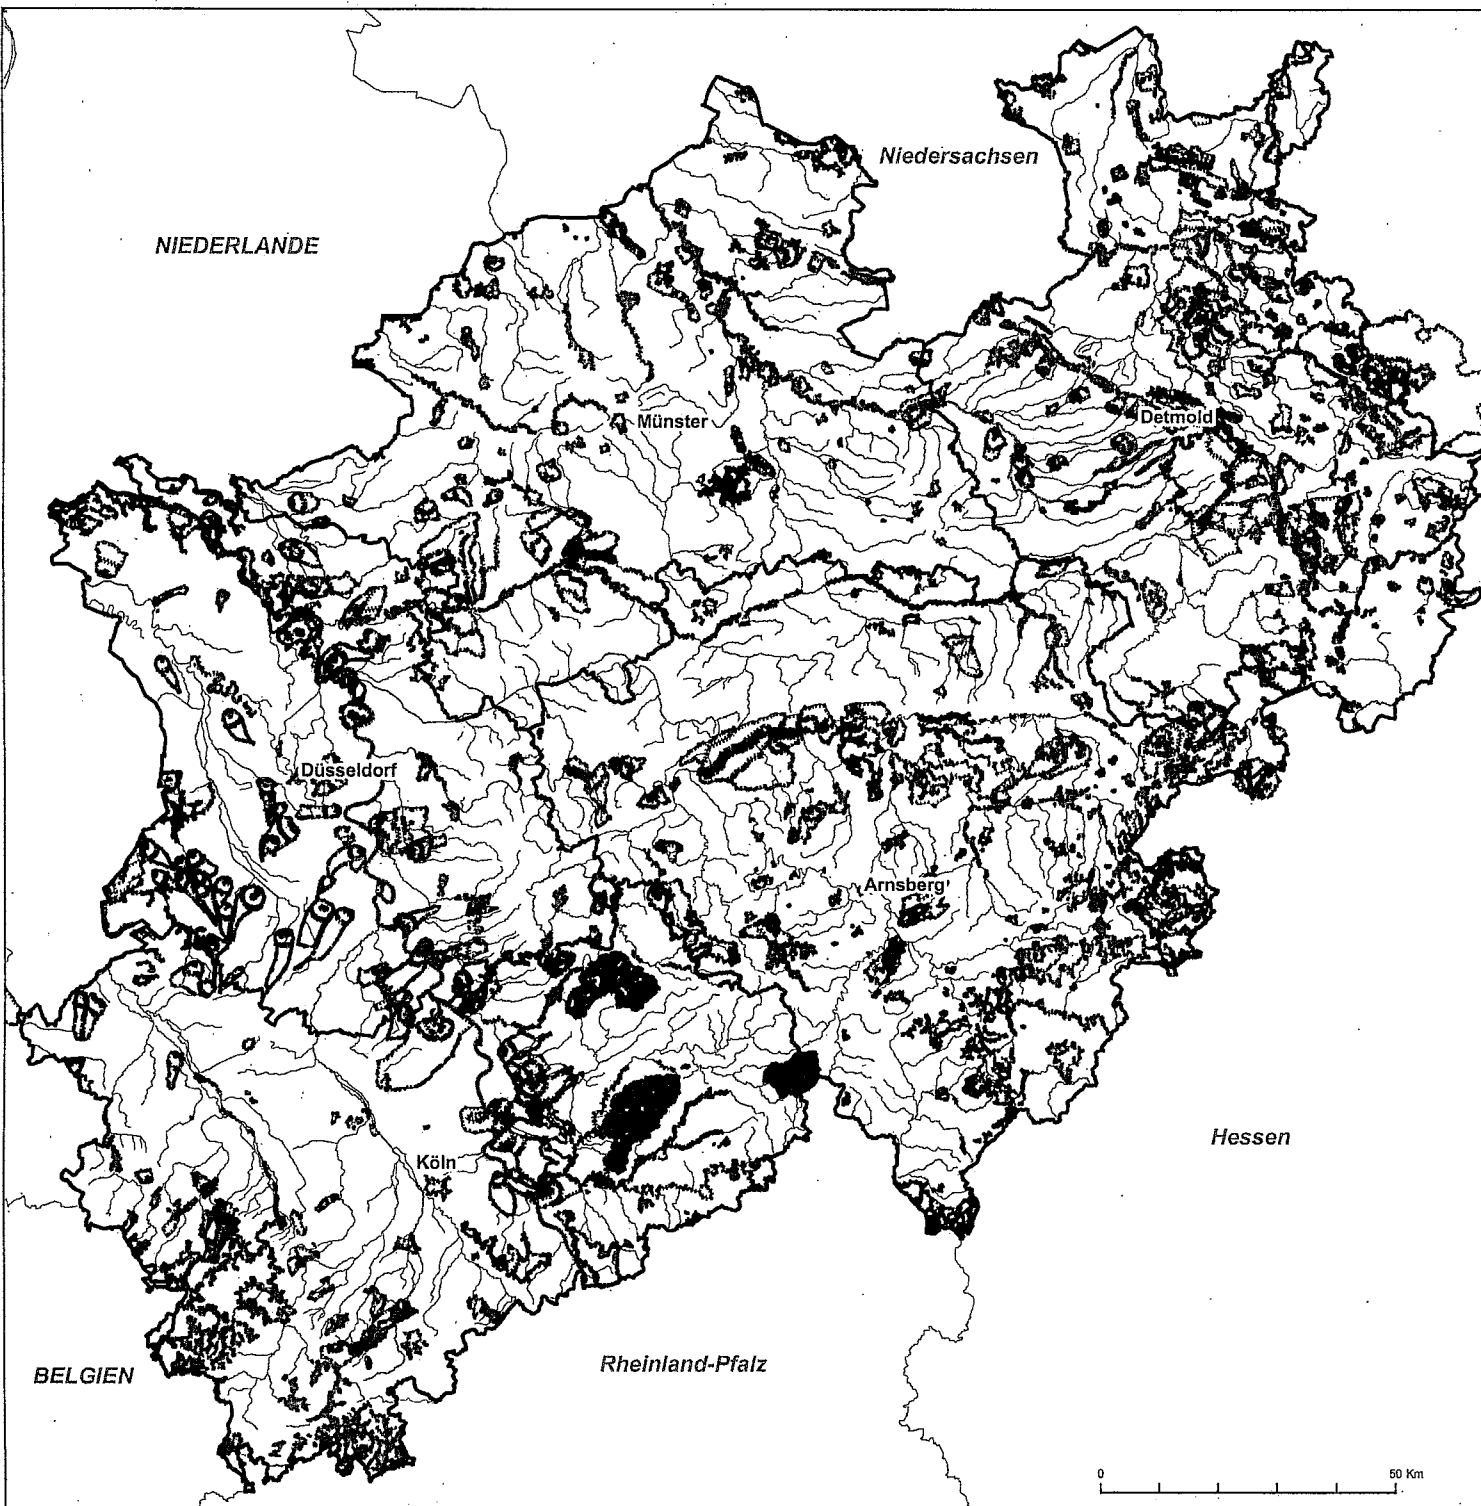 Niedersachsen
NIEDERLANDE
Münster
Detmold
Düsseldorf
Arnsberg
Hessen
Köln
Rheinland-Pfalz
BELGIEN
0 50 Km